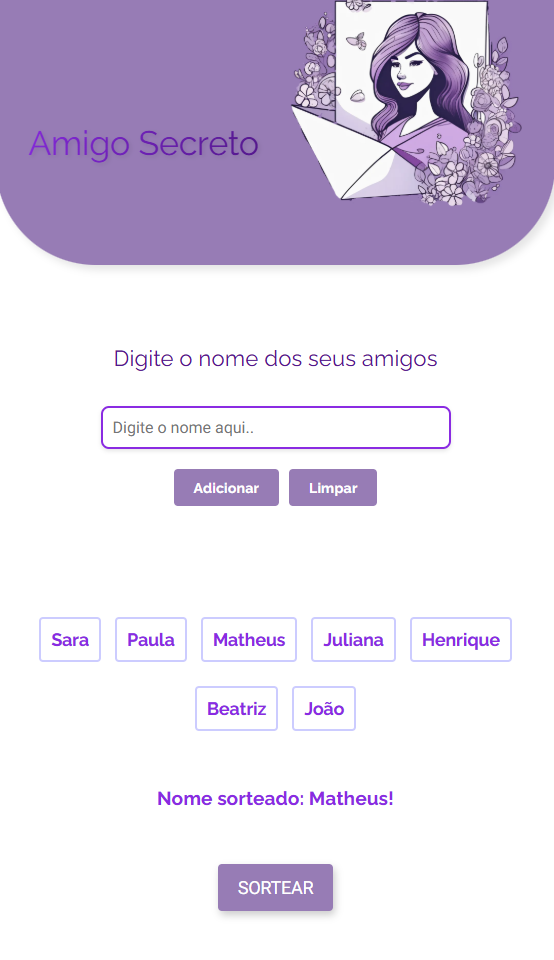 Amigo Secreto
Digite o nome dos seus amigos
Digite o nome aqui..
Adicionar Limpar
Sara Paula Matheus Juliana Henrique
Beatriz João
Nome sorteado: Matheus!
SORTEAR